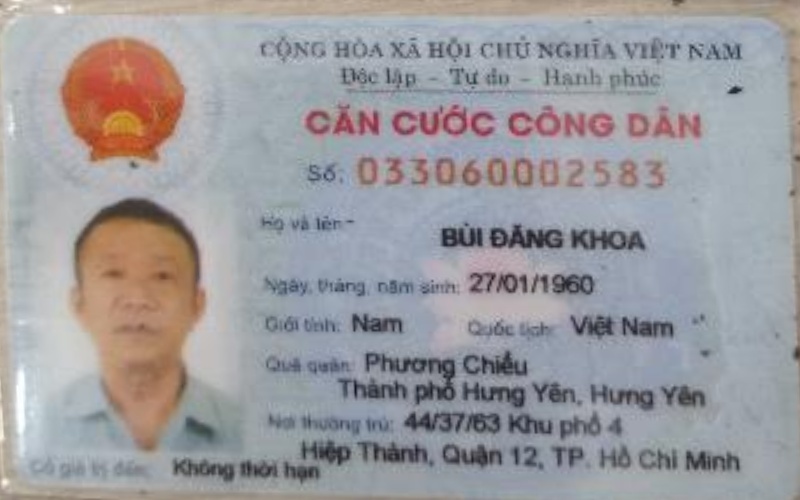 CỘNG HÒA XÃ HỘI CHỦ NGHĨA VIỆT NAM
Độc lập - Tự do - Hạnh phúc
CĂN CƯỚC CÔNG DÂN
Số: 033060002583
Họ và tên: BÙI ĐĂNG KHOA
Ngày, tháng, năm sinh: 27/01/1960
Giới tính: Nam Quốc tịch: Việt Nam
Quê quán: Phương Chiểu
Thành phố Hưng Yên, Hưng Yên
Nơi thường trú: 44/37/63 Khu phố 4
Hiệp Thành, Quận 12, TP. Hồ Chí Minh
Có giá trị đến: Không thời hạn